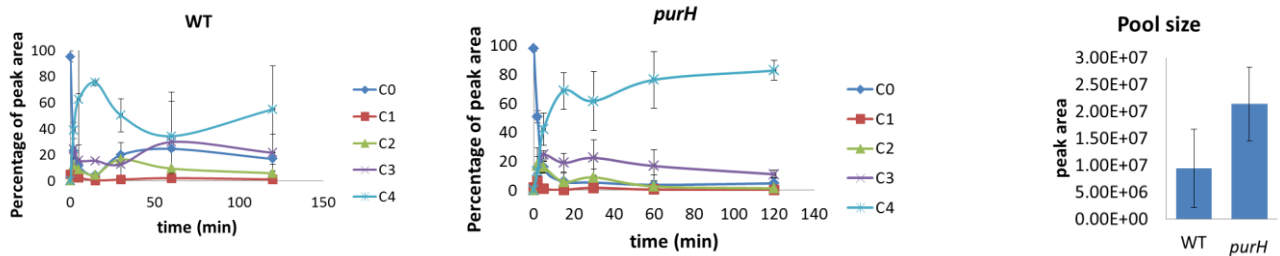 WT
Percentage of peak area
100
80
60
40
20
0
0
50
100
150
time (min)
C0
C1
C2
C3
C4
purH
Percentage of peak area
100
80
60
40
20
0
0
20
40
60
80
100
120
140
time (min)
C0
C1
C2
C3
C4
Pool size
peak area
3.00E+07
2.50E+07
2.00E+07
1.50E+07
1.00E+07
5.00E+06
0.00E+00
WT
purH